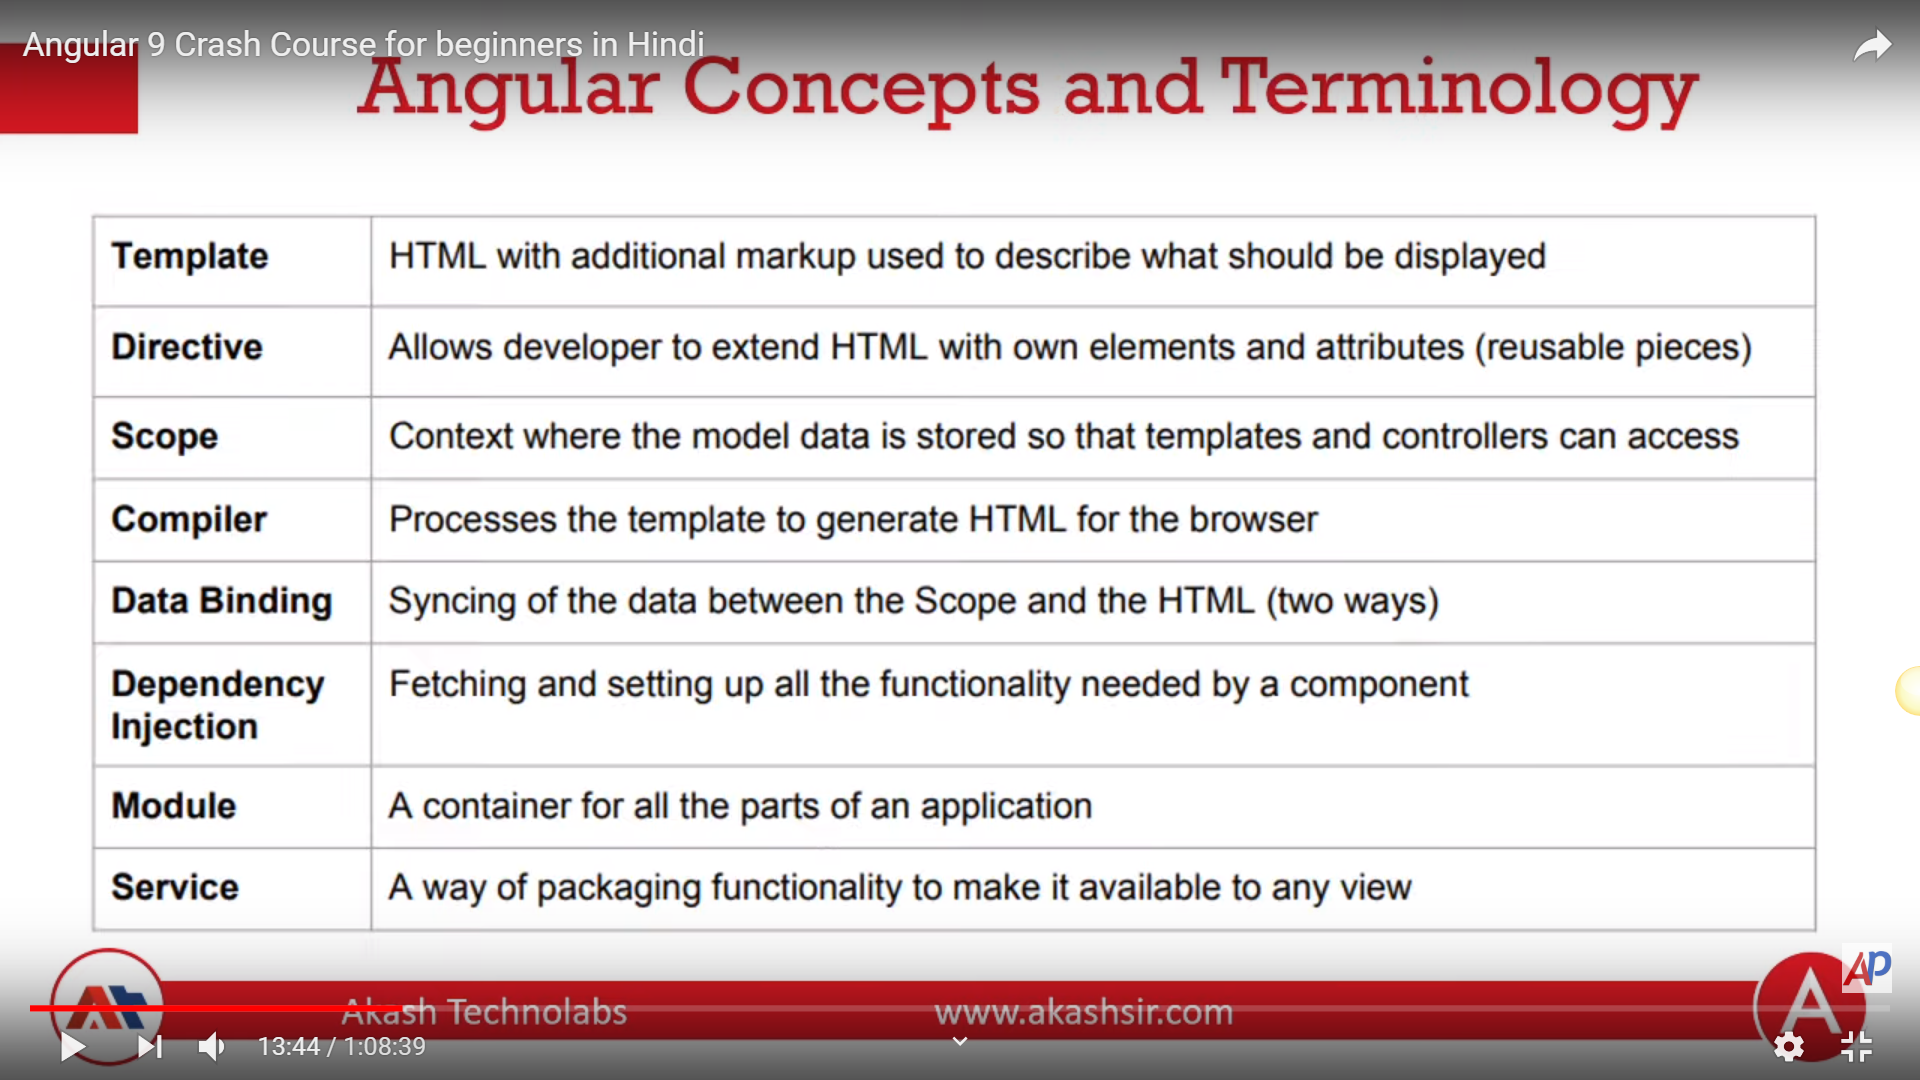 Angular 9 Crash Course for beginners in Hindi
Angular Concepts and Terminology
Template HTML with additional markup used to describe what should be displayed
Directive Allows developer to extend HTML with own elements and attributes (reusable pieces)
Scope Context where the model data is stored so that templates and controllers can access
Compiler Processes the template to generate HTML for the browser
Data Binding Syncing of the data between the Scope and the HTML (two ways)
Dependency Fetching and setting up all the functionality needed by a component
Injection
Module A container for all the parts of an application
Service A way of packaging functionality to make it available to any view
AP
Akash Technolabs www.akashsir.com
A
13:44 / 1:08:39